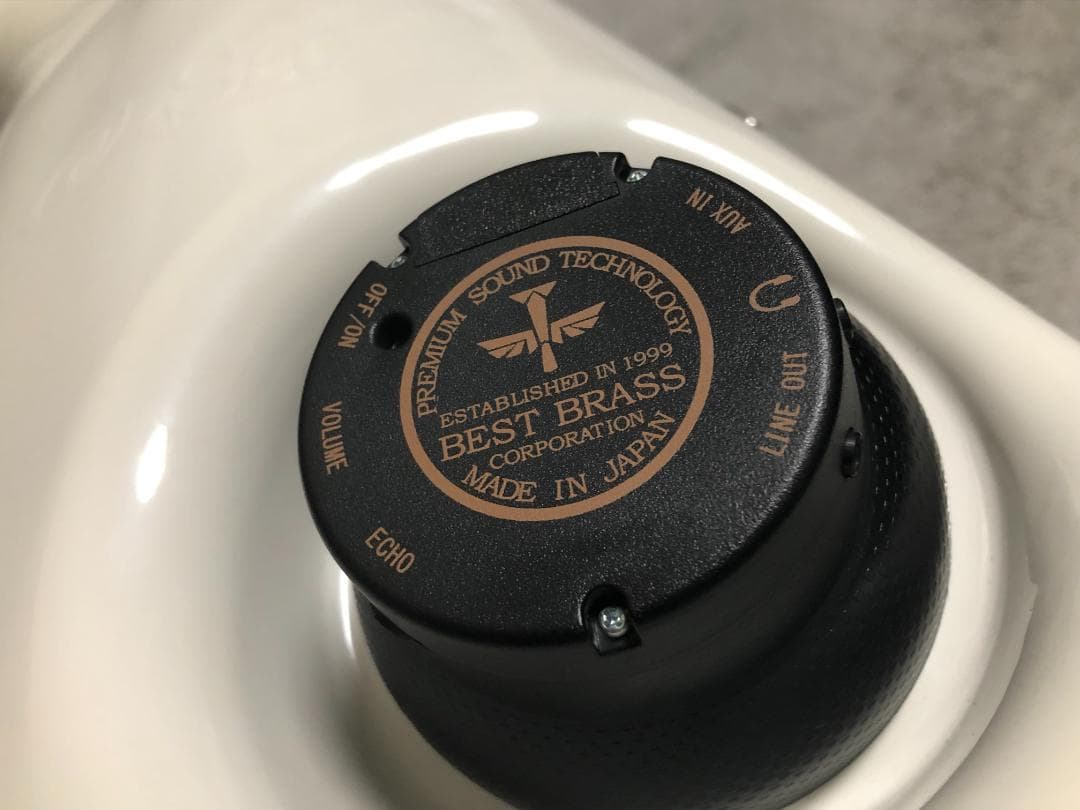 PREMIUM SOUND TECHNOLOGY
ESTABLISHED IN 1999
BEST BRASS
CORPORATION
MADE IN JAPAN
OFF/ON
VOLUME
ECHO
AUX IN
LINE OUT